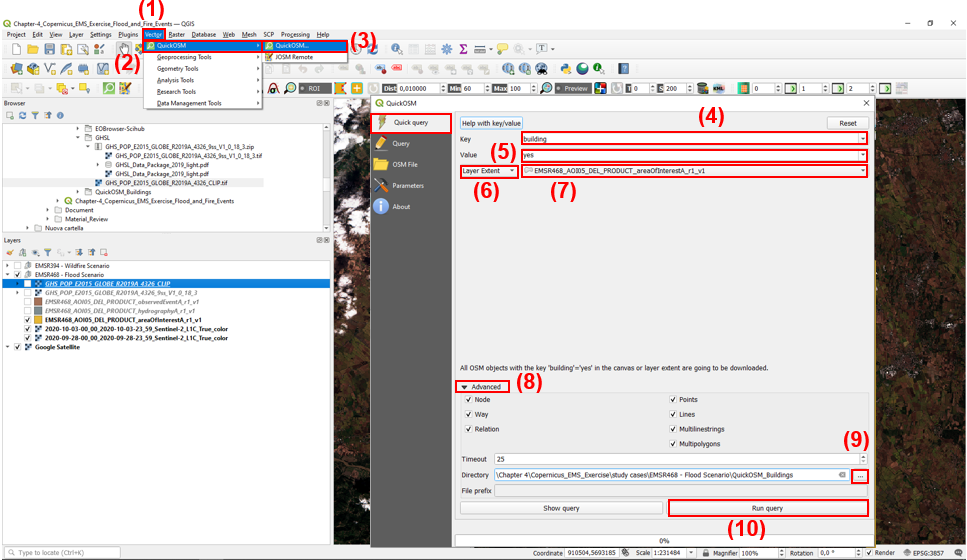 (1)
Chapter-4_Copernicus_EMS_Exercise_Flood_and_Fire_Events — QGIS
Project Edit View Layer Settings Plugins Vector Raster Database Web Mesh SCP Processing Help
QuickOSM
QuickOSM...
(3)
(2)
Geoprocessing Tools
JOSM Remote
Geometry Tools
Analysis Tools
Research Tools
Data Management Tools
ROI
Dist 0,010000
Min 60
Max 100
Preview
T 0
S 200
KML
0
1
2
Browser
EOBrowser-Scihub
GHSL
GHS_POP_E2015_GLOBE_R2019A_4326_9ss_V1_0_18_3.zip
GHS_POP_E2015_GLOBE_R2019A_4326_9ss_V1_0_18_3.tif
GHSL_Data_Package_2019_light.pdf
GHSL_Data_Package_2019_light.pdf
GHS_POP_E2015_GLOBE_R2019A_4326_CLIP.tif
QuickOSM_Buildings
Chapter-4_Copernicus_EMS_Exercise_Flood_and_Fire_Events
Document
Material_Review
Nuova cartella
Layers
EMSR394 - Wildfire Scenario
EMSR468 - Flood Scenario
GHS_POP_E2015_GLOBE_R2019A_4326_CLIP
GHS_POP_E2015_GLOBE_R2019A_4326_9ss_V1_0_18_3
EMSR468_AOI05_DEL_PRODUCT_observedEventA_r1_v1
EMSR468_AOI05_DEL_PRODUCT_hydrographyA_r1_v1
EMSR468_AOI05_DEL_PRODUCT_areaOfInterestA_r1_v1
2020-10-03-00_00_2020-10-03-23_59_Sentinel-2_L1C_True_color
2020-09-28-00_00_2020-09-28-23_59_Sentinel-2_L1C_True_color
Google Satellite
QuickOSM
Quick query
Query
OSM File
Parameters
About
Help with key/value
(4)
Reset
Key
building
(5)
Value
yes
Layer Extent
EMSR468_AOI05_DEL_PRODUCT_areaOfInterestA_r1_v1
(6)
(7)
All OSM objects with the key 'building'='yes' in the canvas or layer extent are going to be downloaded.
Advanced
(8)
Node
Points
Way
Lines
Relation
Multilinestrings
Multipolygons
(9)
Timeout
25
Directory
\Chapter 4\Copernicus_EMS_Exercise\study cases\EMSR468 - Flood Scenario\QuickOSM_Buildings
...
File prefix
Show query
Run query
(10)
0%
Type to locate (Ctrl+K)
Coordinate 910504,5693185
Scale 1:231484
Magnifier 100%
Rotation 0,0 °
Render
EPSG:3857